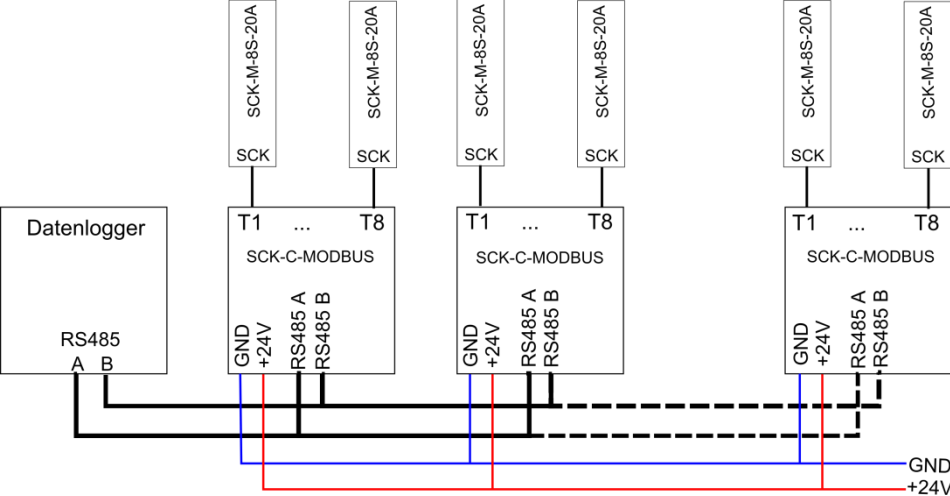 SCK-M-8S-20A
SCK-M-8S-20A
SCK-M-8S-20A
SCK-M-8S-20A
SCK-M-8S-20A
SCK-M-8S-20A
SCK
SCK
SCK
SCK
SCK
SCK
Datenlogger
RS485
A B
T1 ... T8
SCK-C-MODBUS
GND
+24V
RS485 A
RS485 B
T1 ... T8
SCK-C-MODBUS
GND
+24V
RS485 A
RS485 B
T1 ... T8
SCK-C-MODBUS
GND
+24V
RS485 A
RS485 B
GND
+24V